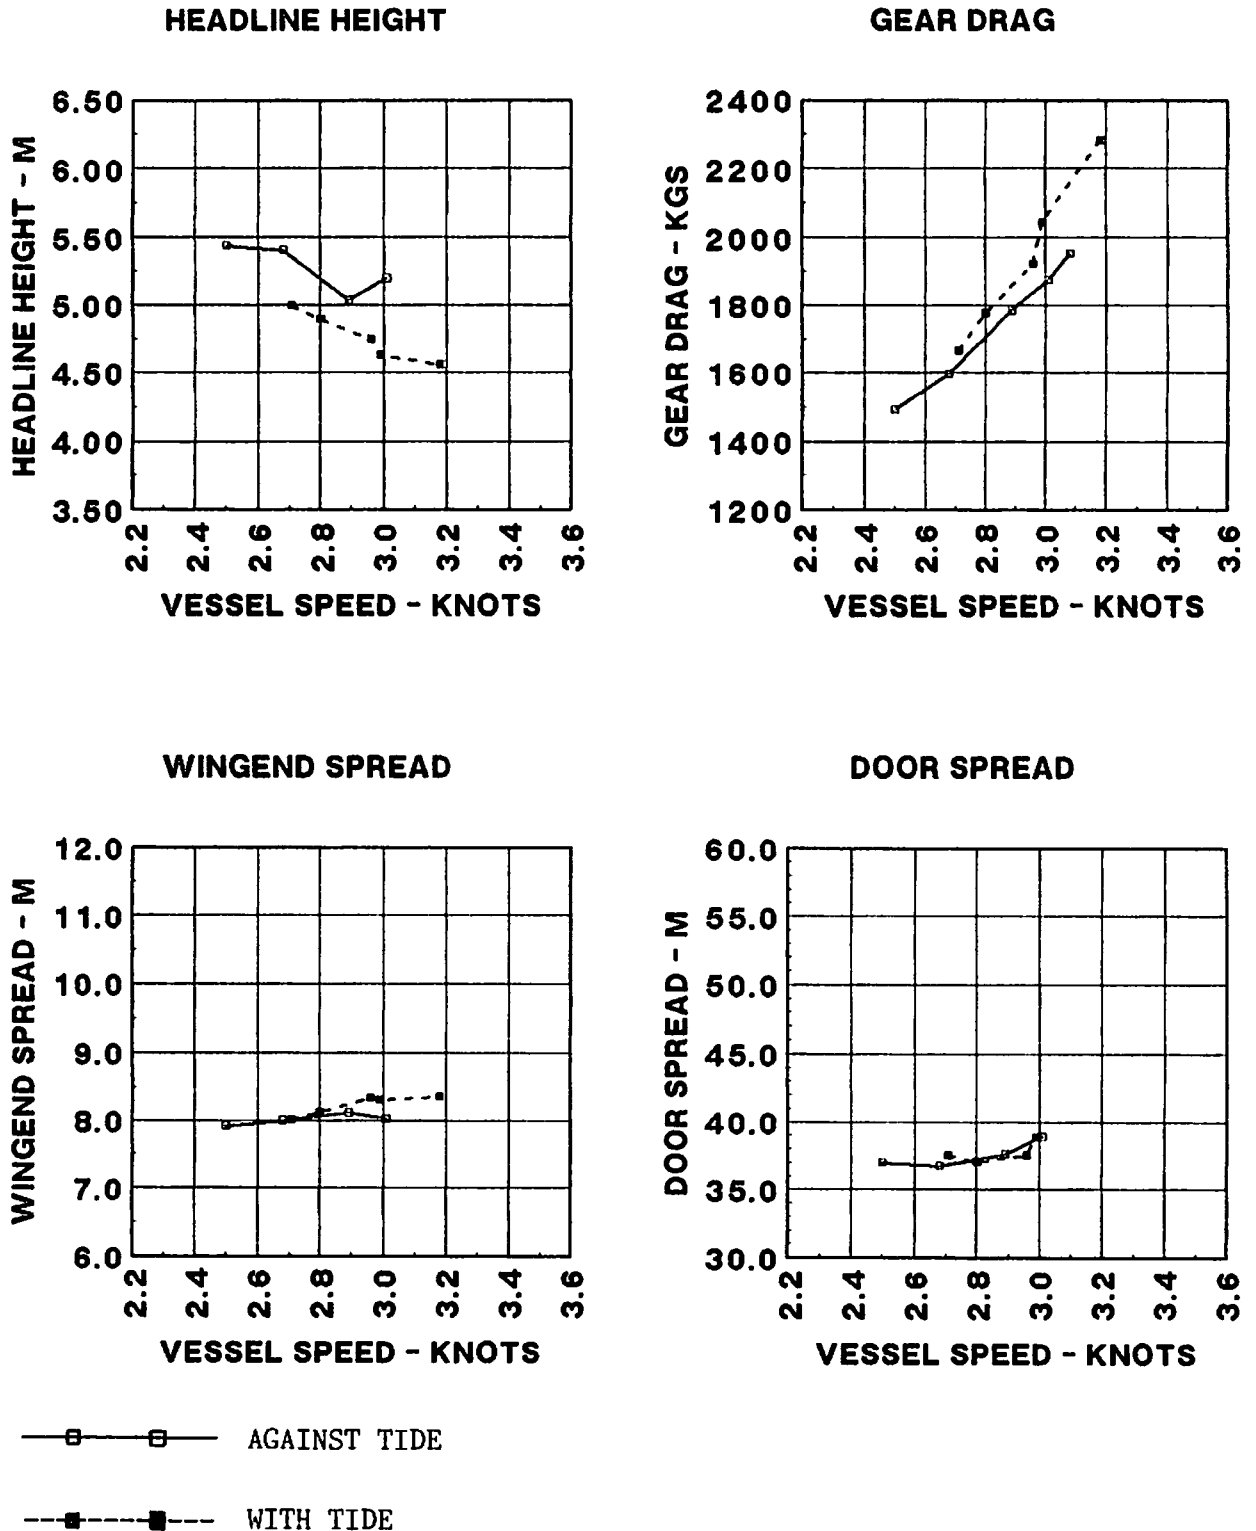 HEADLINE HEIGHT
HEADLINE HEIGHT - M
6.50
6.00
5.50
5.00
4.50
4.00
3.50
2.2 2.4 2.6 2.8 3.0 3.2 3.4 3.6
VESSEL SPEED - KNOTS
GEAR DRAG
GEAR DRAG - KGS
2400
2200
2000
1800
1600
1400
1200
2.2 2.4 2.6 2.8 3.0 3.2 3.4 3.6
VESSEL SPEED - KNOTS
WINGEND SPREAD
WINGEND SPREAD - M
12.0
11.0
10.0
9.0
8.0
7.0
6.0
2.2 2.4 2.6 2.8 3.0 3.2 3.4 3.6
VESSEL SPEED - KNOTS
DOOR SPREAD
DOOR SPREAD - M
60.0
55.0
50.0
45.0
40.0
35.0
30.0
2.2 2.4 2.6 2.8 3.0 3.2 3.4 3.6
VESSEL SPEED - KNOTS
AGAINST TIDE
WITH TIDE